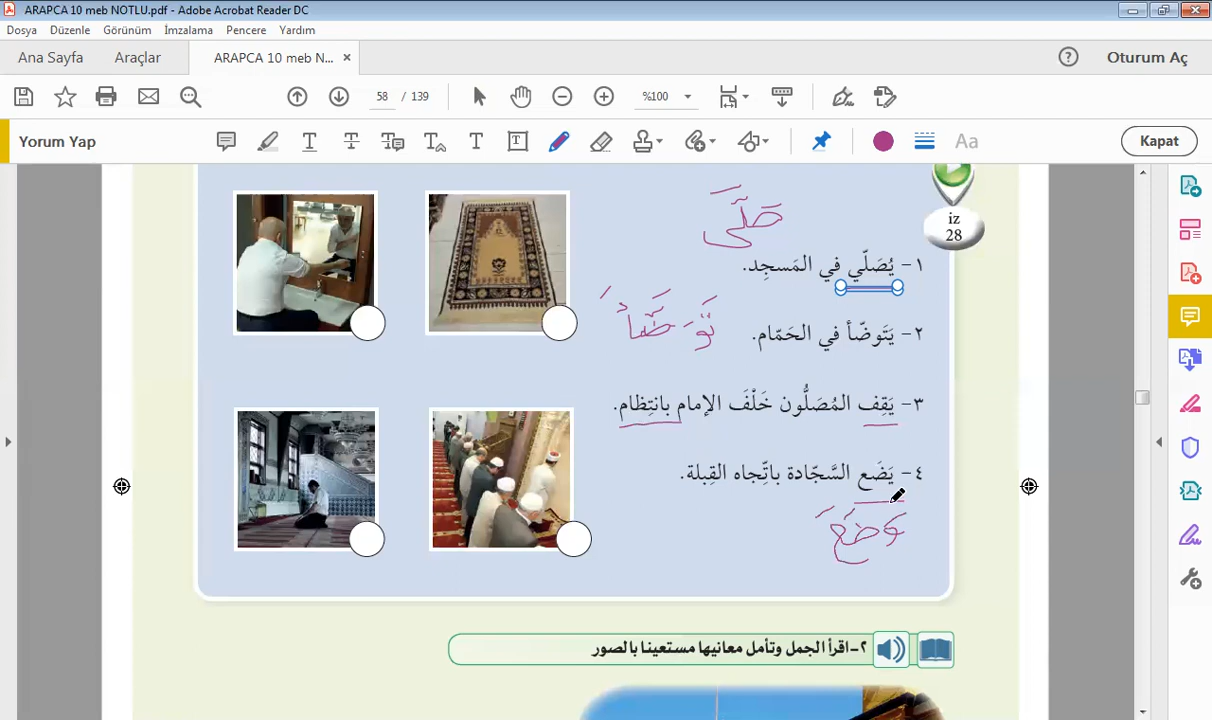 ARAPCA 10 meb NOTLU.pdf - Adobe Acrobat Reader DC
Dosya Düzenle Görünüm İmzalama Pencere Yardım
Ana Sayfa Araçlar ARAPCA 10 meb N... × Oturum Aç
58 / 139 %100
Yorum Yap Kapat
iz
28
صَلَّى
١- يُصَلّي في المَسجِد.
تَوَضَّأَ
٢- يَتَوضّأ في الحَمّام.
٣- يَقِف المُصَلُّون خَلْفَ الإمام بانتِظام.
٤- يَضَع السَّجّادة باتِّجاه القِبلة.
وَضَعَ
٢-اقرأ الجمل وتأمل معانيها مستعينا بالصور